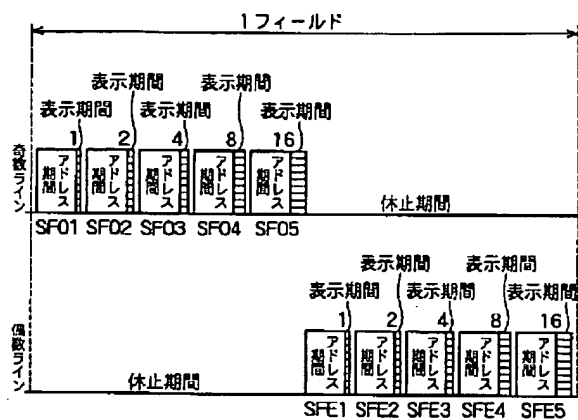 1フィールド
表示期間 表示期間
表示期間 表示期間 表示期間
1 2 4 8 16
奇数ライン
アドレス期間 アドレス期間 アドレス期間 アドレス期間 アドレス期間
休止期間
SFO1 SFO2 SFO3 SFO4 SFO5
表示期間 表示期間
表示期間 表示期間 表示期間
1 2 4 8 16
偶数ライン
アドレス期間 アドレス期間 アドレス期間 アドレス期間 アドレス期間
休止期間
SFE1 SFE2 SFE3 SFE4 SFE5